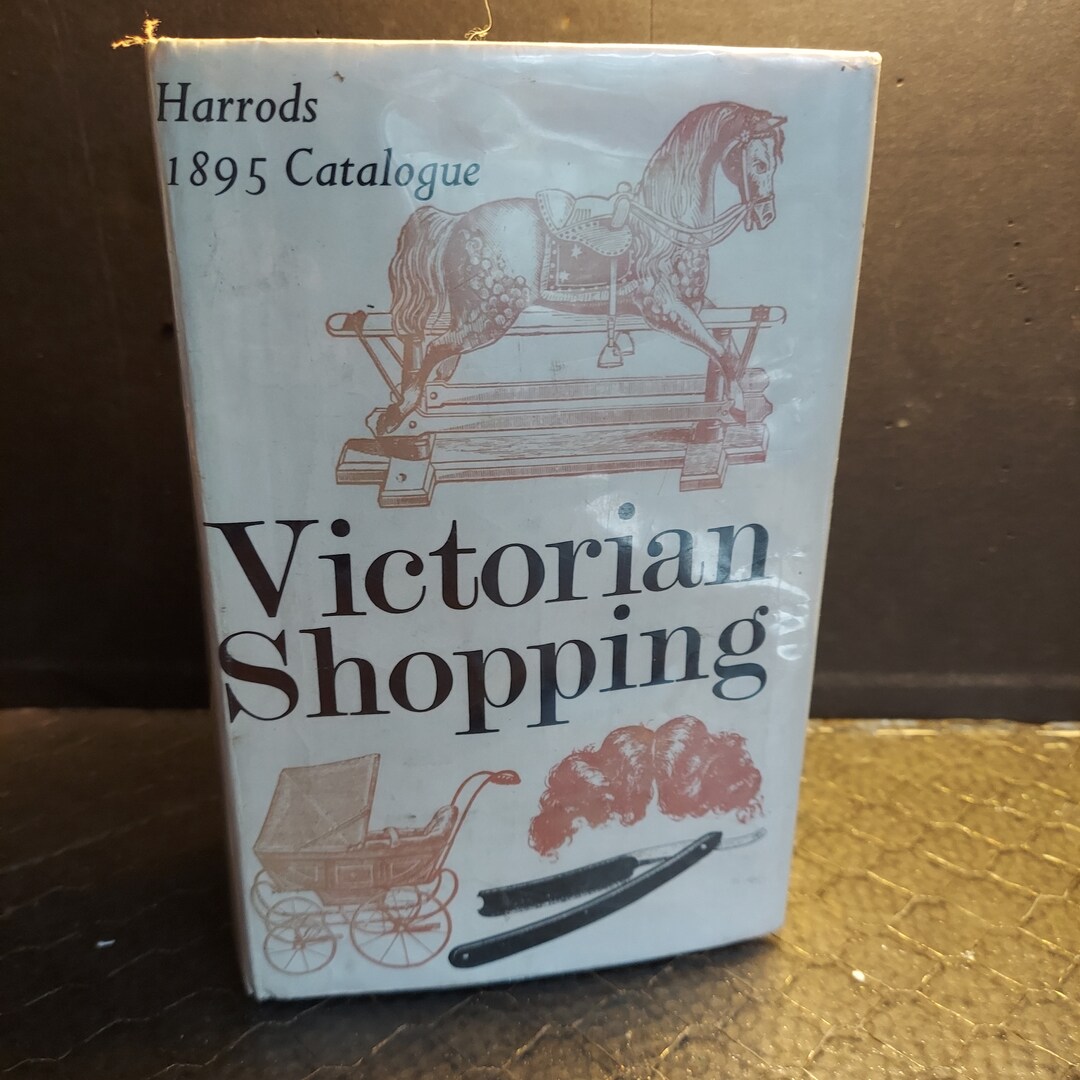 Harrods
1895 Catalogue
Victorian
Shopping